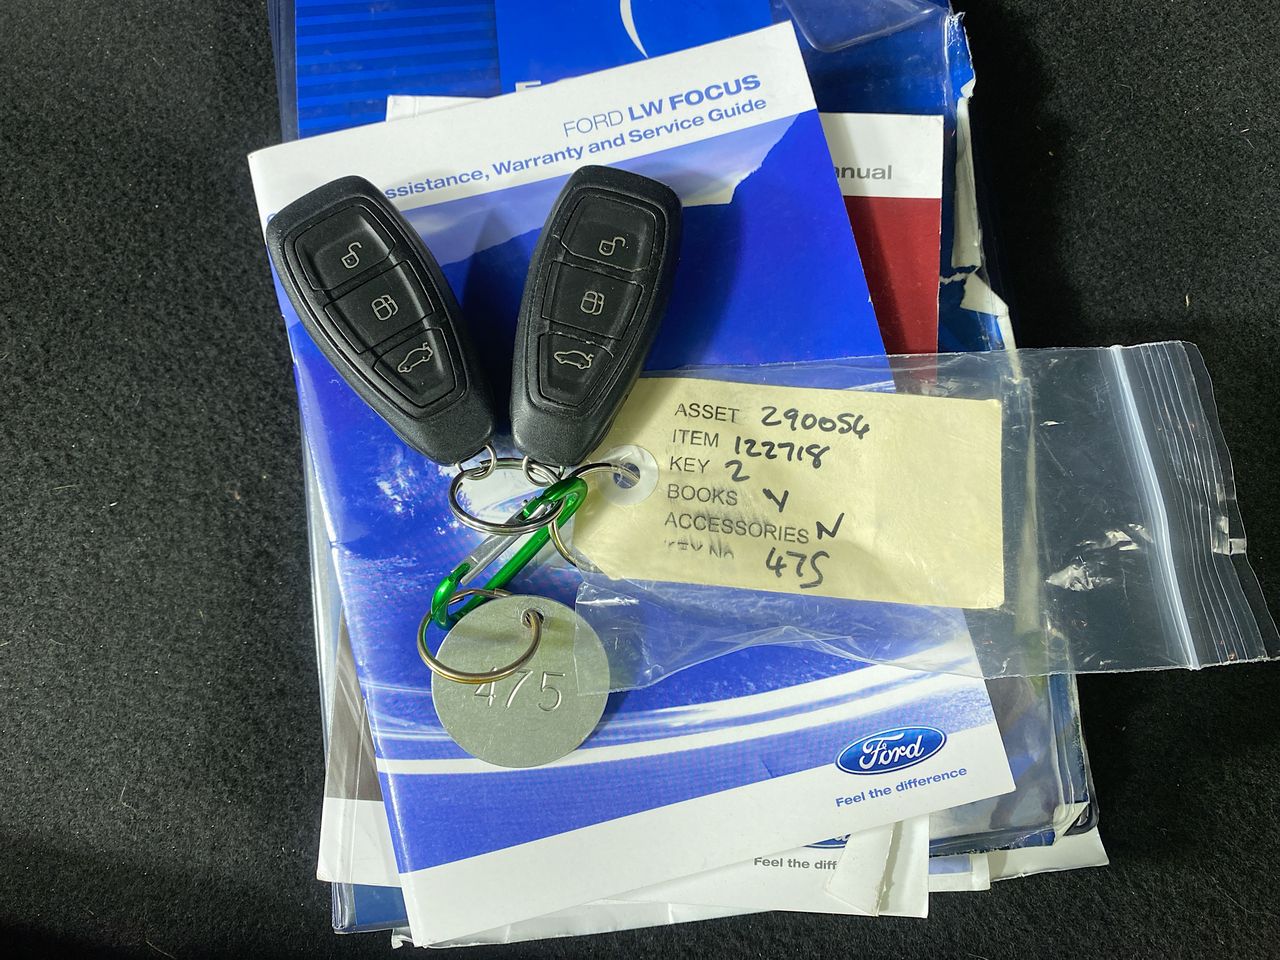 FORD LW FOCUS
ssistance, Warranty and Service Guide
anual
ASSET 290054
ITEM 122718
KEY 2
BOOKS Y
ACCESSORIES N
475
475
Ford
Feel the difference
Feel the diff